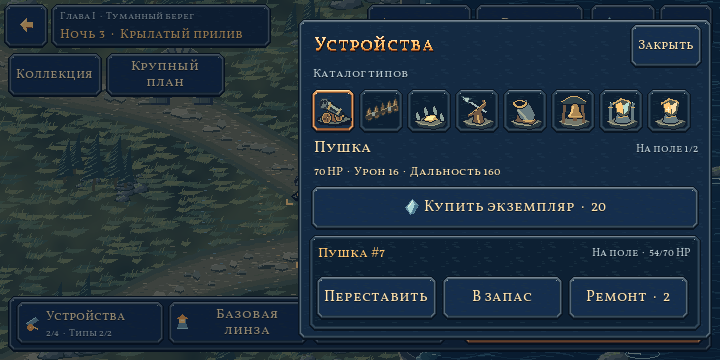 Глава I · Туманный берег
Ночь 3 · Крылатый прилив
Коллекция
Крупный
план
Устройства
Закрыть
Каталог типов
Пушка
На поле 1/2
70 HP · Урон 16 · Дальность 160
Купить экземпляр · 20
Пушка #7
На поле · 54/70 HP
Переставить
В запас
Ремонт · 2
Устройства
2/4 · Типы 2/2
Базовая
линза